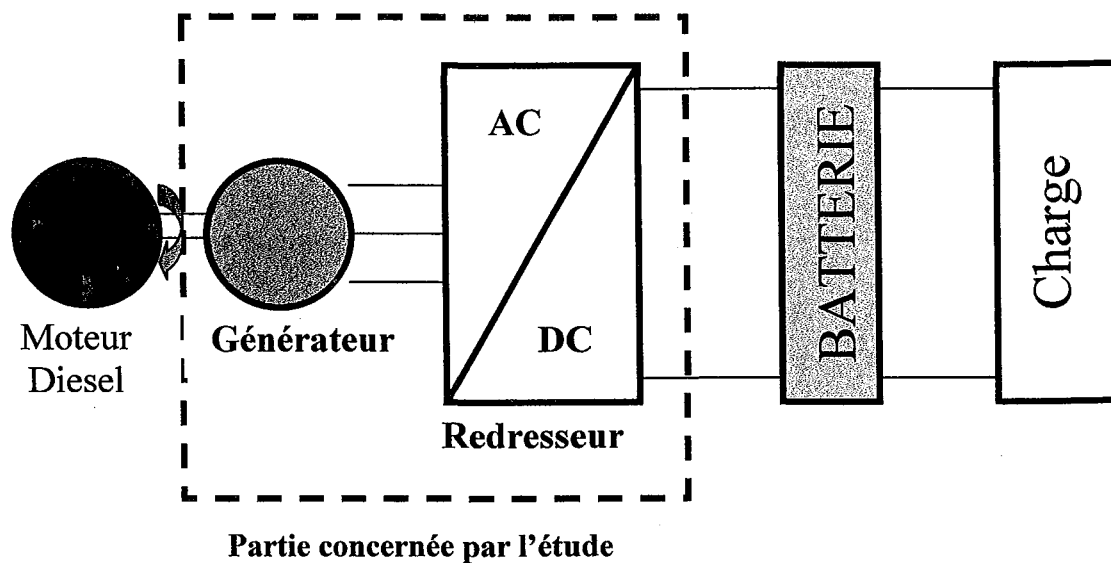 AC
DC
BATTERIE
Charge
Moteur
Diesel
Générateur
Redresseur
Partie concernée par l'étude